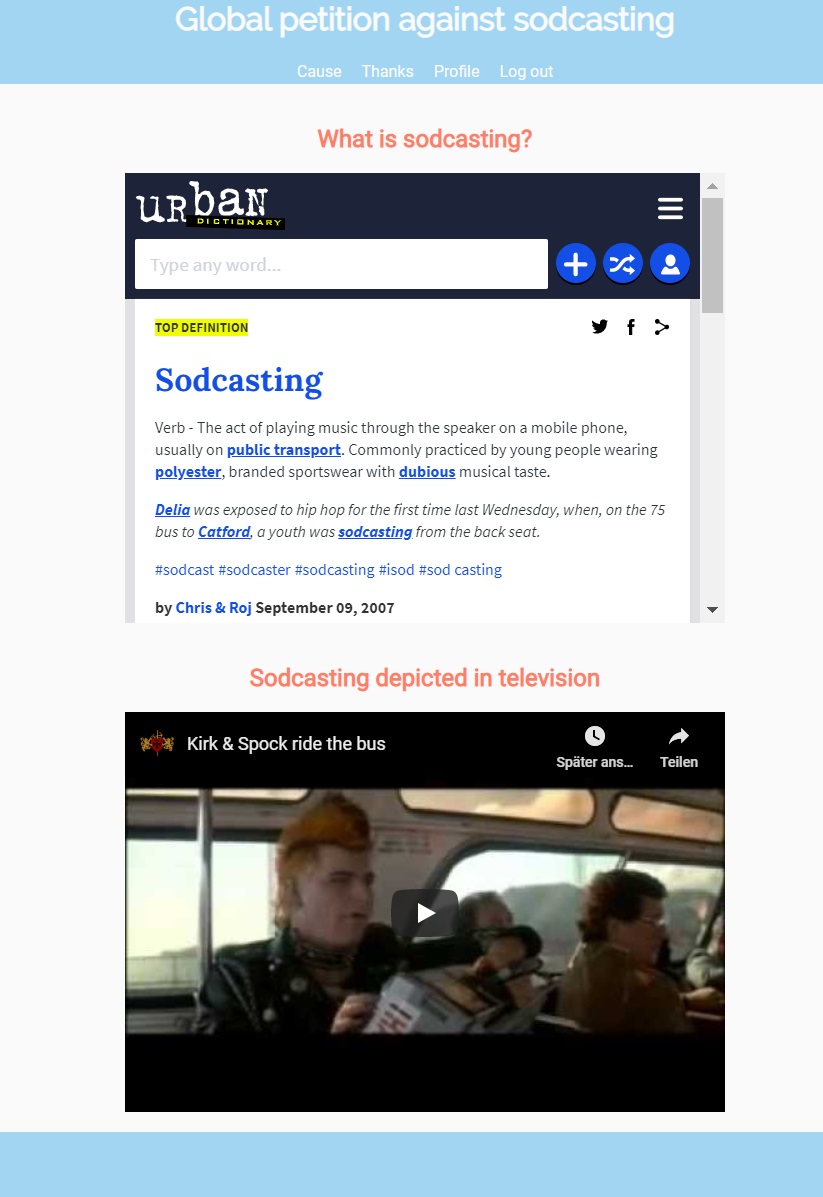 Global petition against sodcasting
Cause Thanks Profile Log out
What is sodcasting?
urban
DICTIONARY
Type any word...
TOP DEFINITION
Sodcasting
Verb - The act of playing music through the speaker on a mobile phone,
usually on public transport. Commonly practiced by young people wearing
polyester, branded sportswear with dubious musical taste.
Delia was exposed to hip hop for the first time last Wednesday, when, on the 75
bus to Catford, a youth was sodcasting from the back seat.
#sodcast #sodcaster #sodcasting #isod #sod casting
by Chris & Roj September 09, 2007
Sodcasting depicted in television
Kirk & Spock ride the bus
Später ans...
Teilen